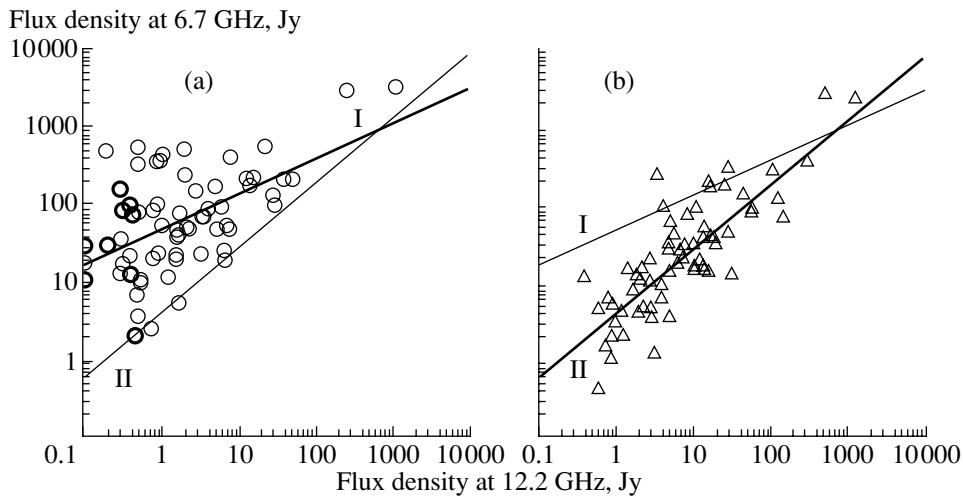 Flux density at 6.7 GHz, Jy
10000
1000
100
10
1
(a)
I
II
(b)
I
II
0.1 1 10 100 1000 10000
0.1 1 10 100 1000 10000
Flux density at 12.2 GHz, Jy